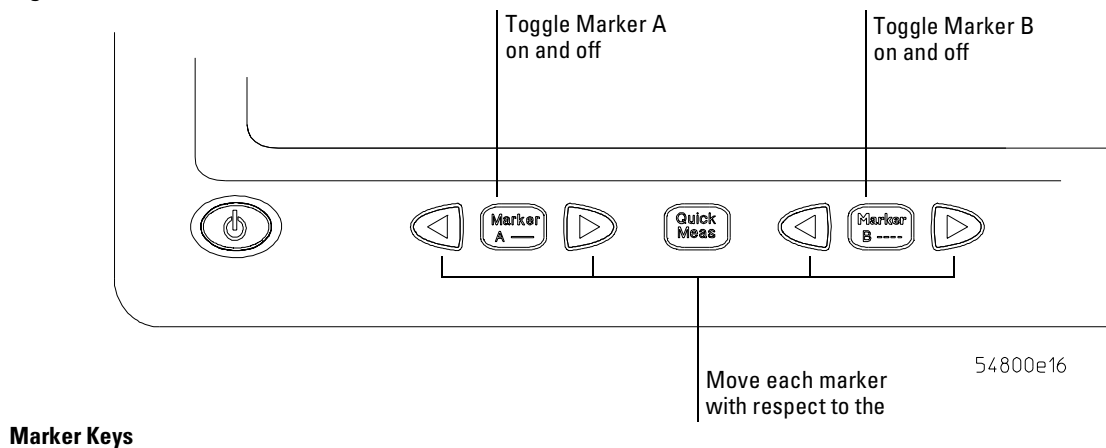 Toggle Marker A
on and off
Toggle Marker B
on and off
Marker
A —
Quick
Meas
Marker
B ----
54800e16
Move each marker
with respect to the
Marker Keys